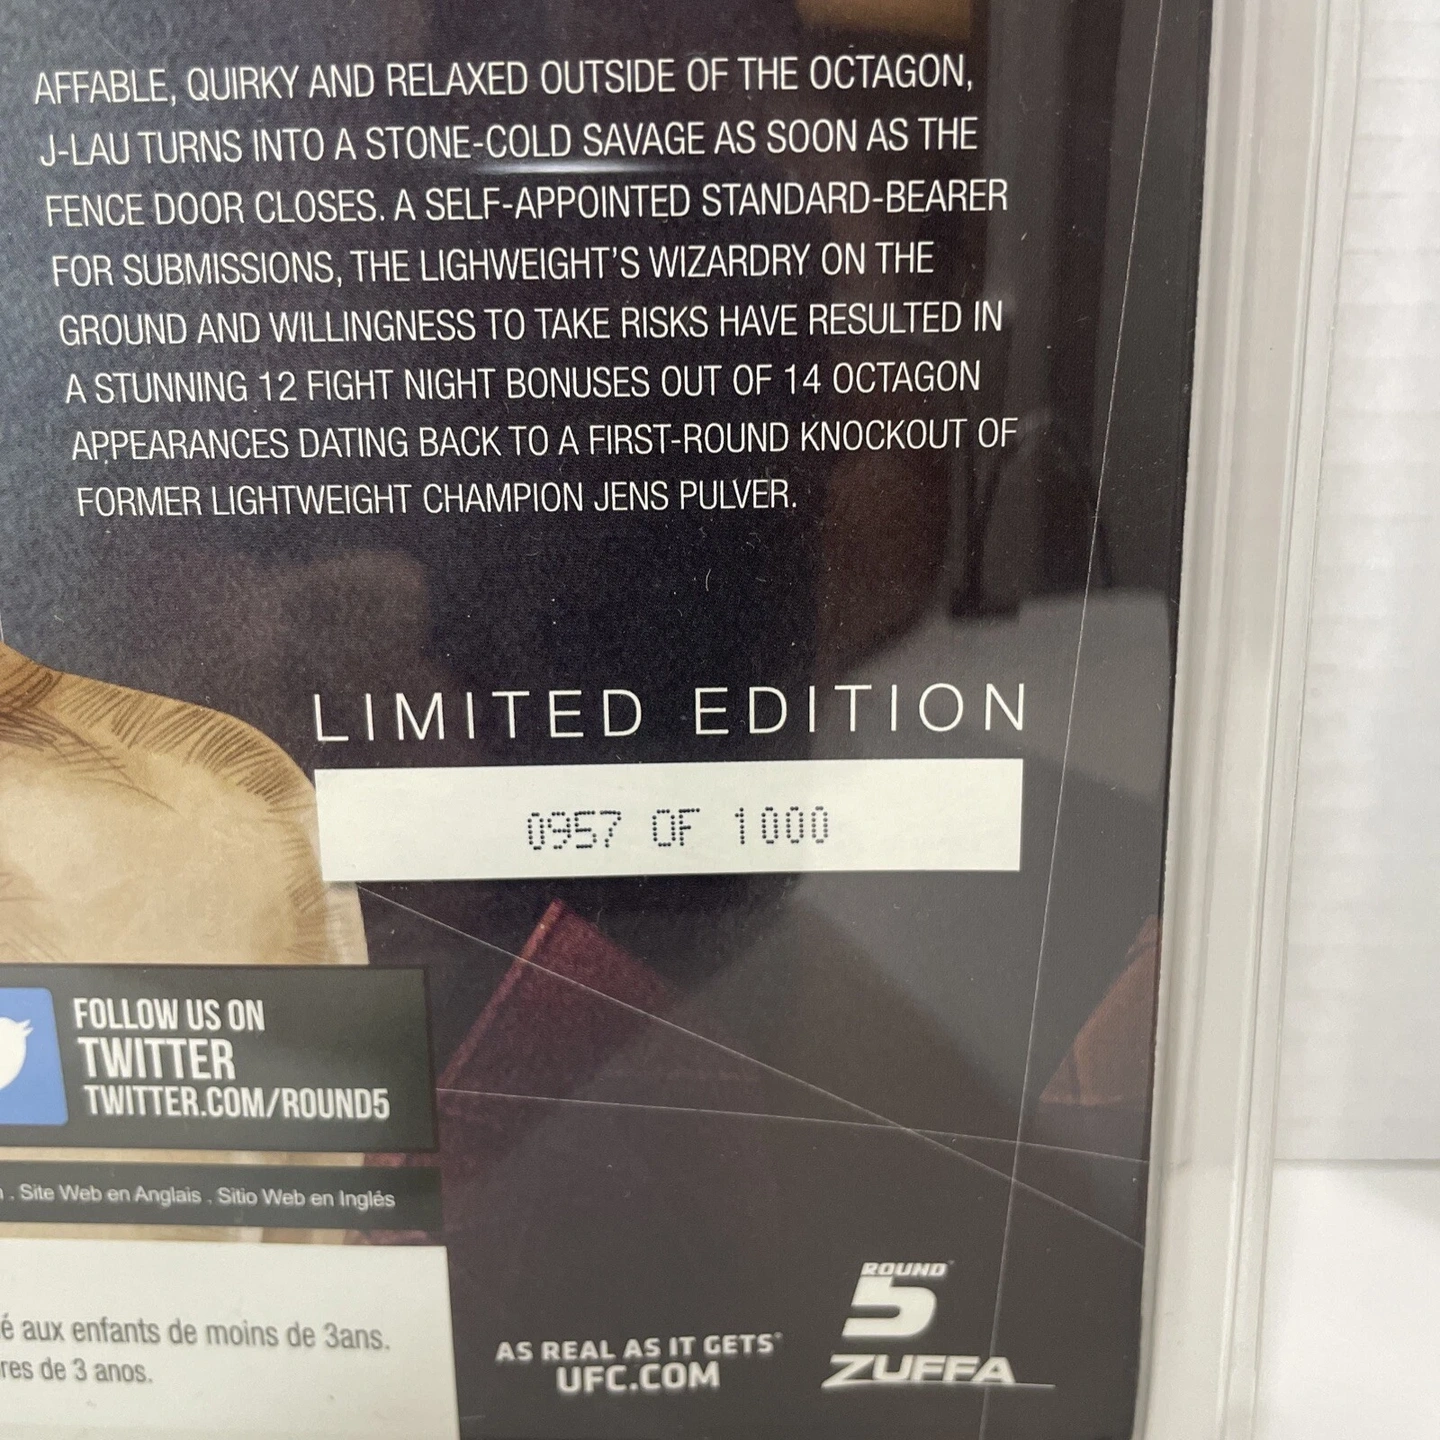 AFFABLE, QUIRKY AND RELAXED OUTSIDE OF THE OCTAGON,
J-LAU TURNS INTO A STONE-COLD SAVAGE AS SOON AS THE
FENCE DOOR CLOSES. A SELF-APPOINTED STANDARD-BEARER
FOR SUBMISSIONS, THE LIGHWEIGHT'S WIZARDRY ON THE
GROUND AND WILLINGNESS TO TAKE RISKS HAVE RESULTED IN
A STUNNING 12 FIGHT NIGHT BONUSES OUT OF 14 OCTAGON
APPEARANCES DATING BACK TO A FIRST-ROUND KNOCKOUT OF
FORMER LIGHTWEIGHT CHAMPION JENS PULVER.
LIMITED EDITION
0957 OF 1000
FOLLOW US ON
TWITTER
TWITTER.COM/ROUND5
. Site Web en Anglais . Sitio Web en Inglés
é aux enfants de moins de 3ans.
res de 3 anos.
AS REAL AS IT GETS
UFC.COM
ROUND
5
ZUFFA